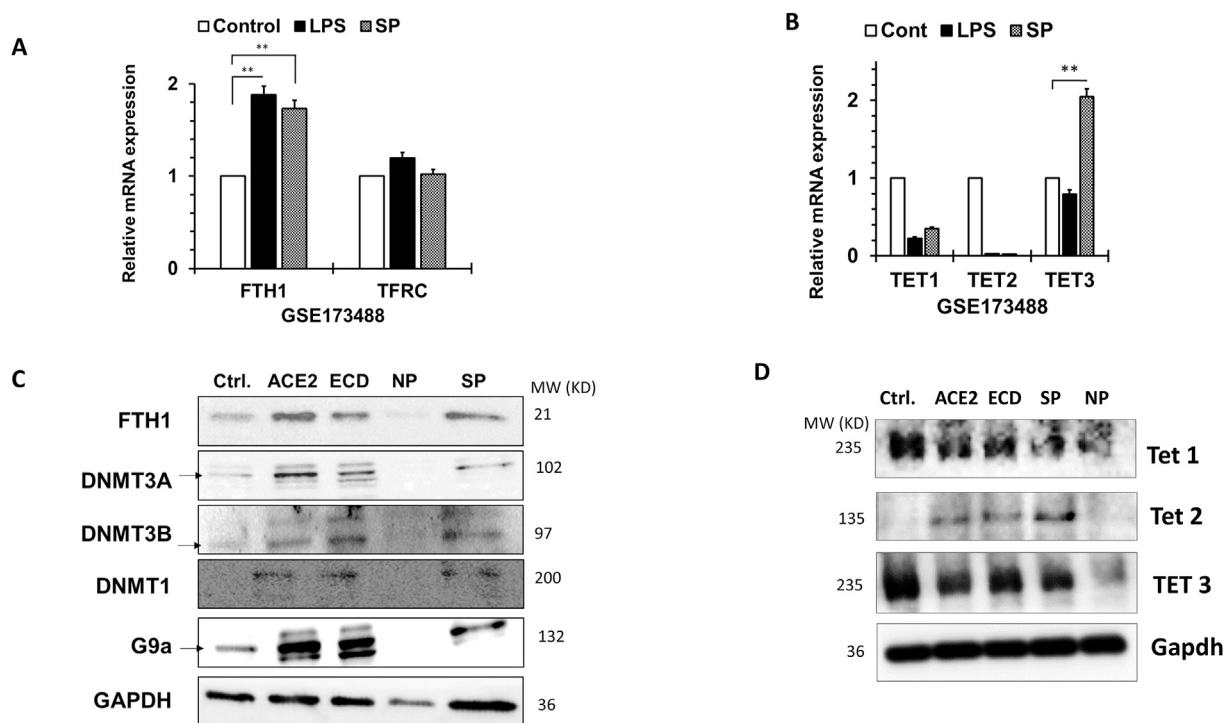 A
Control LPS SP
**
**
Relative mRNA expression
2
1
0
FTH1 TFRC
GSE173488
B
Cont LPS SP
**
Relative mRNA expression
2
1
0
TET1 TET2 TET3
GSE173488
C
Ctrl. ACE2 ECD NP SP MW (KD)
FTH1 21
DNMT3A 102
DNMT3B 97
DNMT1 200
G9a 132
GAPDH 36
D
Ctrl. ACE2 ECD SP NP
MW (KD)
235 Tet 1
135 Tet 2
235 TET 3
36 Gapdh